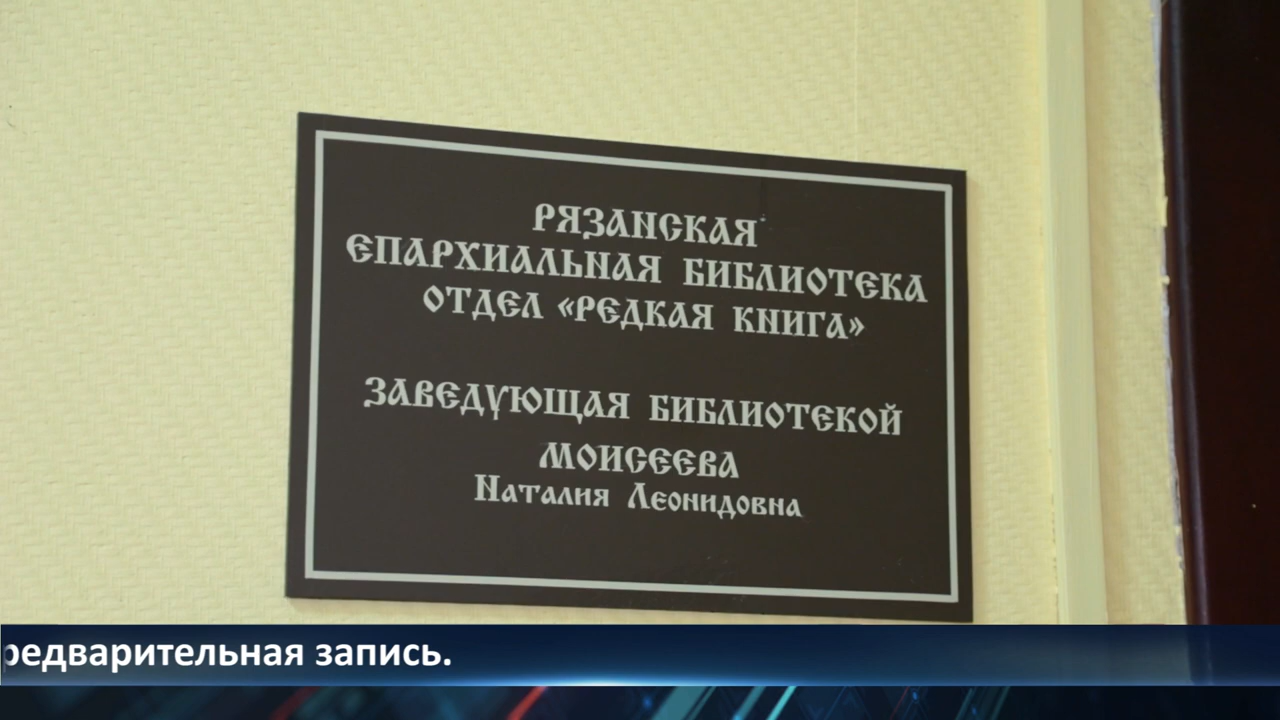 РЯЗАНСКАЯ
ЕПАРХИАЛЬНАЯ БИБЛИОТЕКА
ОТДЕЛ «РЕДКАЯ КНИГА»
ЗАВЕДУЮЩАЯ БИБЛИОТЕКОЙ
МОИСЕЕВА
Наталия Леонидовна
редварительная запись.